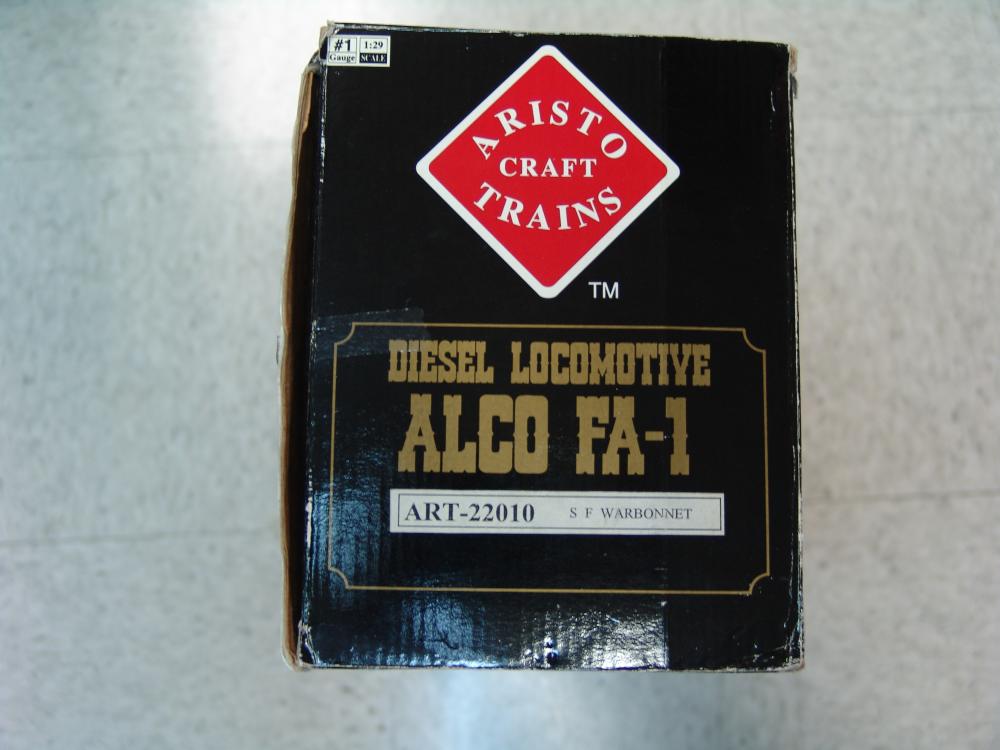 #1 1:29
Gauge SCALE
ARISTO
CRAFT
TRAINS
TM
DIESEL LOCOMOTIVE
ALCO FA-1
ART-22010 S F WARBONNET